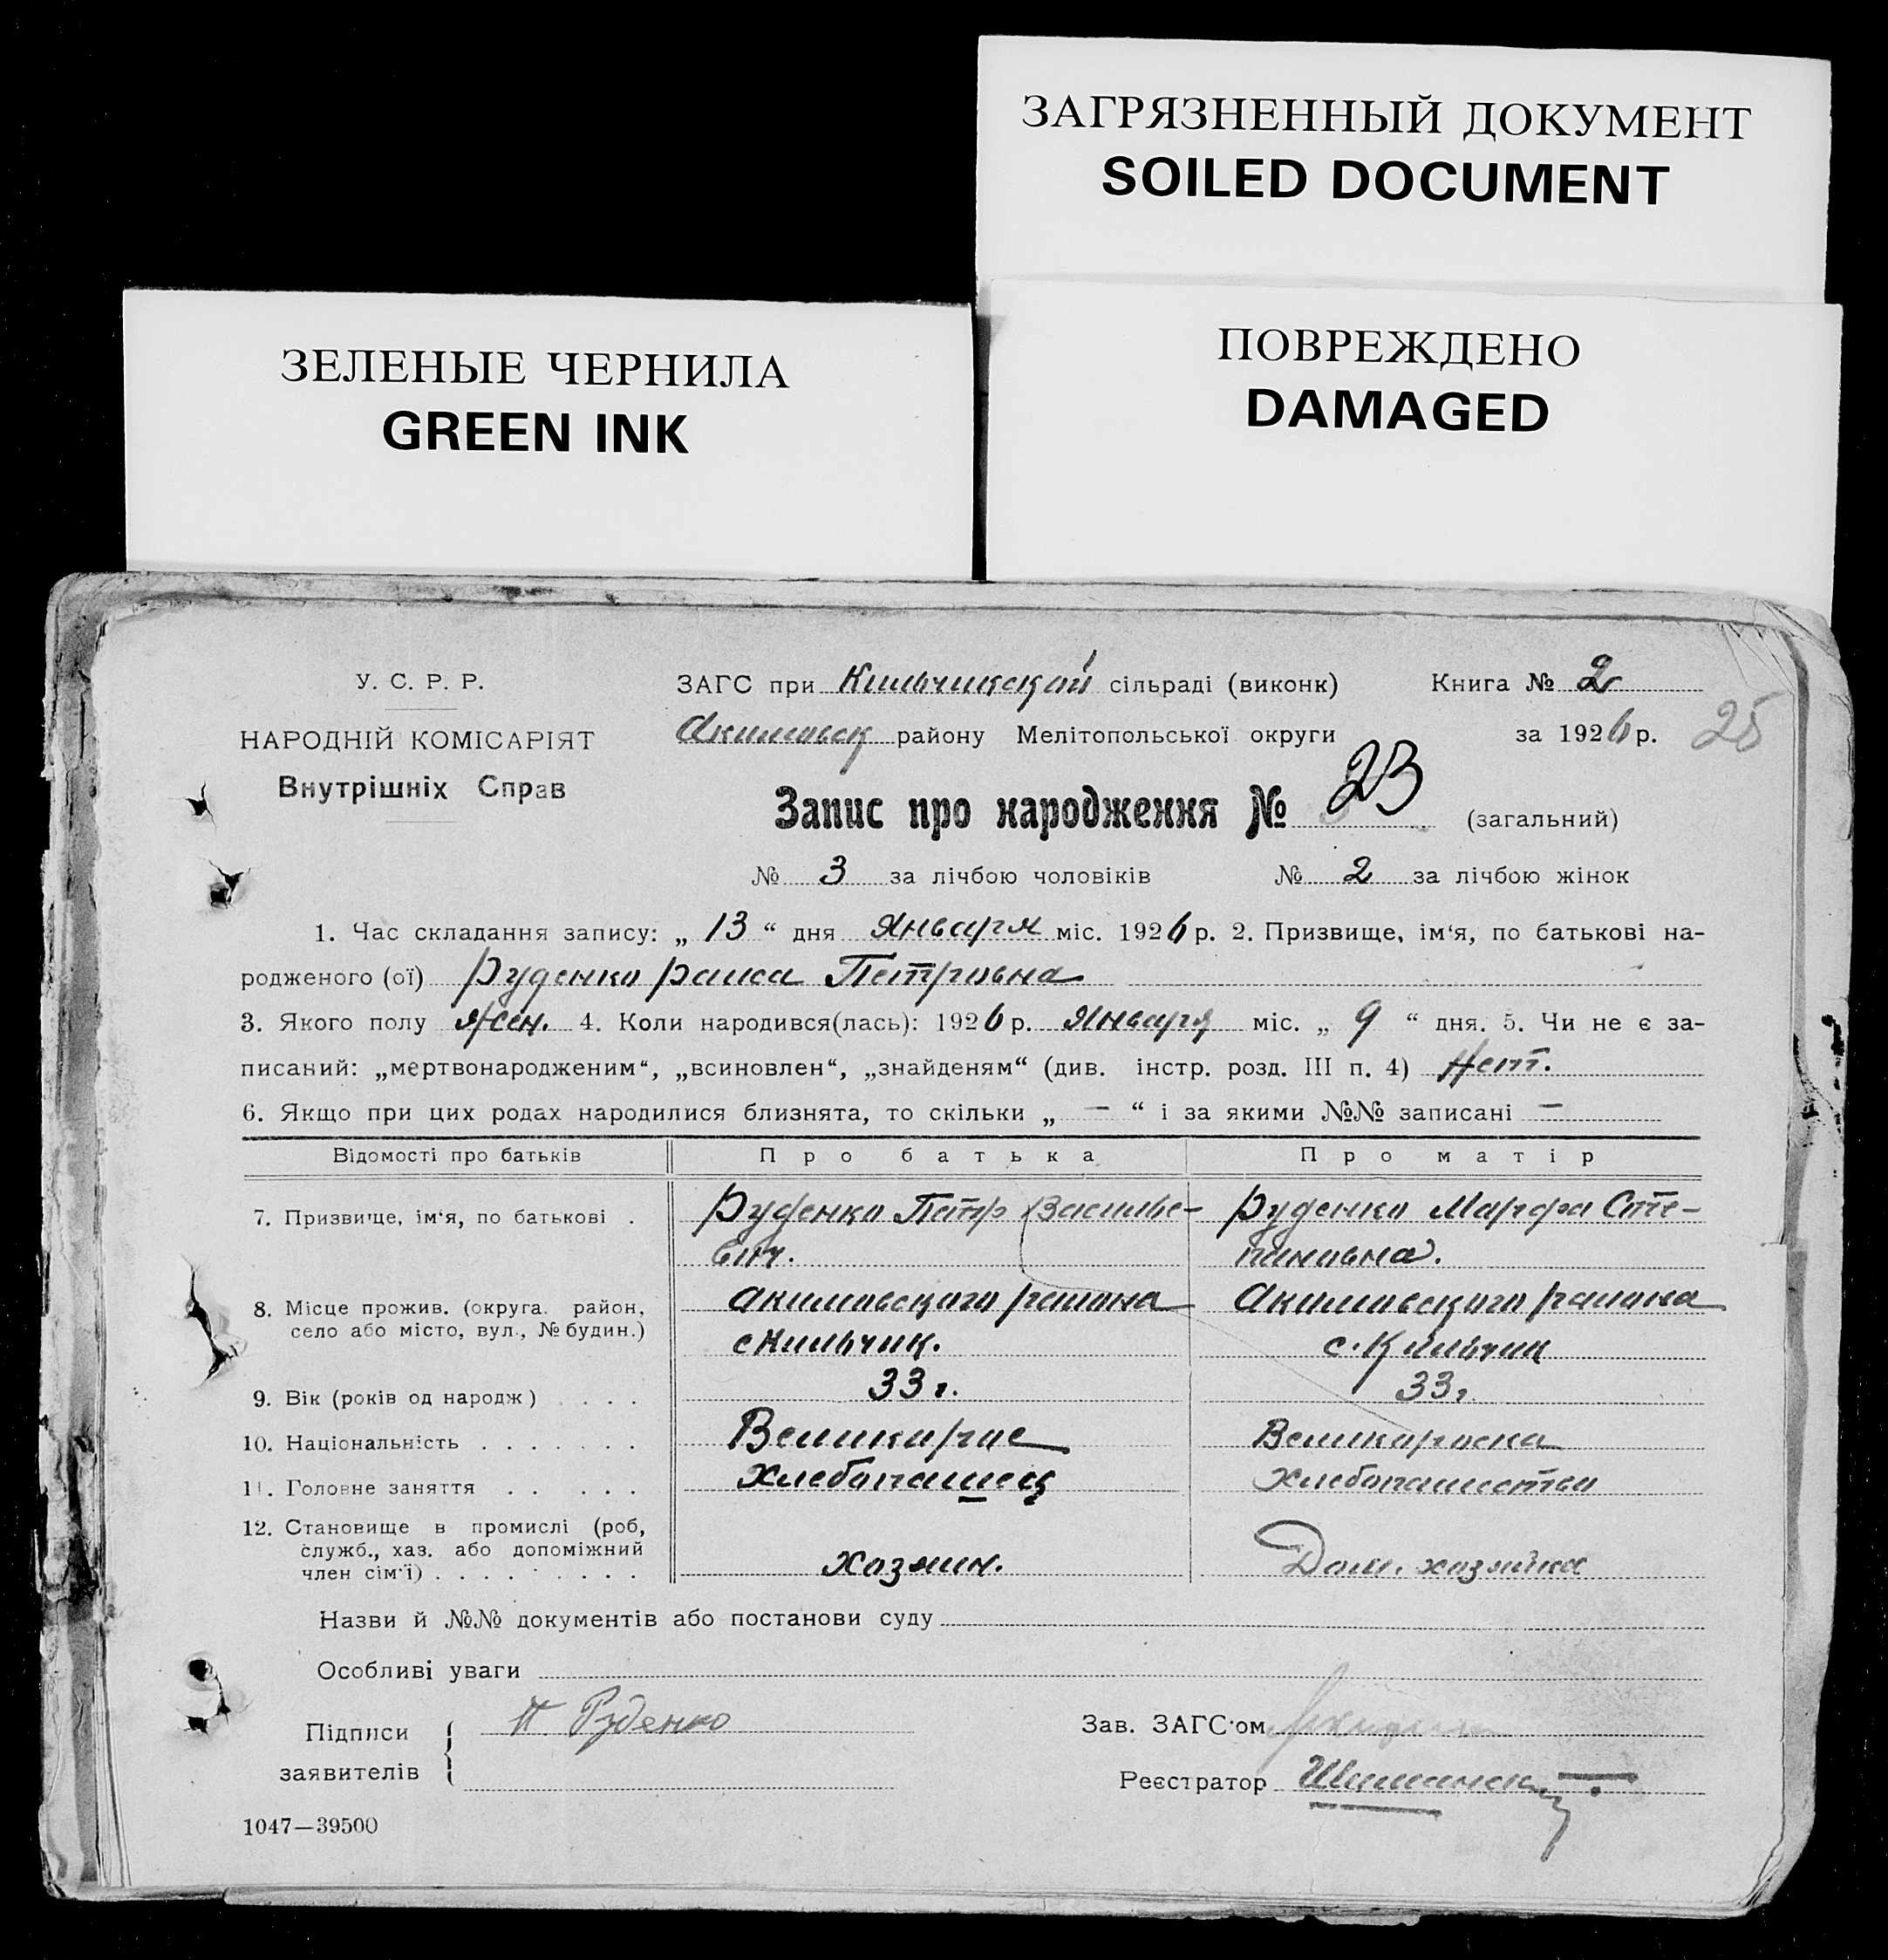 ЗАГРЯЗНЕННЫЙ ДОКУМЕНТ
SOILED DOCUMENT
ЗЕЛЕНЫЕ ЧЕРНИЛА
GREEN INK
ПОВРЕЖДЕНО
DAMAGED
У. С. Р. Р.
НАРОДНІЙ КОМІСАРІЯТ
Внутрішніх Справ
ЗАГС при Кильчикской сільраді (виконк) Книга № 2
Акимовск району Мелітопольської округи за 1926 р. 25
Запис про народження № 23 (загальний)
№ 3 за лічбою чоловіків № 2 за лічбою жінок
1. Час складання запису: „ 13 “ дня Января міс. 1926 р. 2. Призвище, ім‘я, по батькові на-
родженого (ої) Руденко Раиса Петровна
3. Якого полу жен. 4. Коли народився(лась): 1926 р. Января міс. „ 9 “ дня. 5. Чи не є за-
писаний: „мертвонародженим“, „всиновлен“, „знайденям“ (див. інстр. розд. III п. 4) Нет.
6. Якщо при цих родах народилися близнята, то скільки „ — “ і за якими №№ записані —
Відомості про батьків Про батька Про матір
7. Призвище, ім‘я, по батькові . Руденко Петр Василье- Руденко Марфа Сте-
вич. пановна.
8. Місце прожив. (округа. район, Акимовского района Акимовского района
село або місто, вул., № будин.) с Кильчик. с. Кильчик
9. Вік (років од народж) . . . . 33 г. 33 г.
10. Національність . . . . . . . Великорос Великороска
11. Головне заняття . . . . . Хлебопашец Хлебопашество
12. Становище в промислі (роб,
служб., хаз. або допоміжний
член сім‘ї) . . . . . . . . . хозяин. Дом. хозяйка
Назви й №№ документів або постанови суду
Особливі уваги
Підписи П. Руденко Зав. ЗАГС‘ом
заявителів Реєстратор
1047—39500